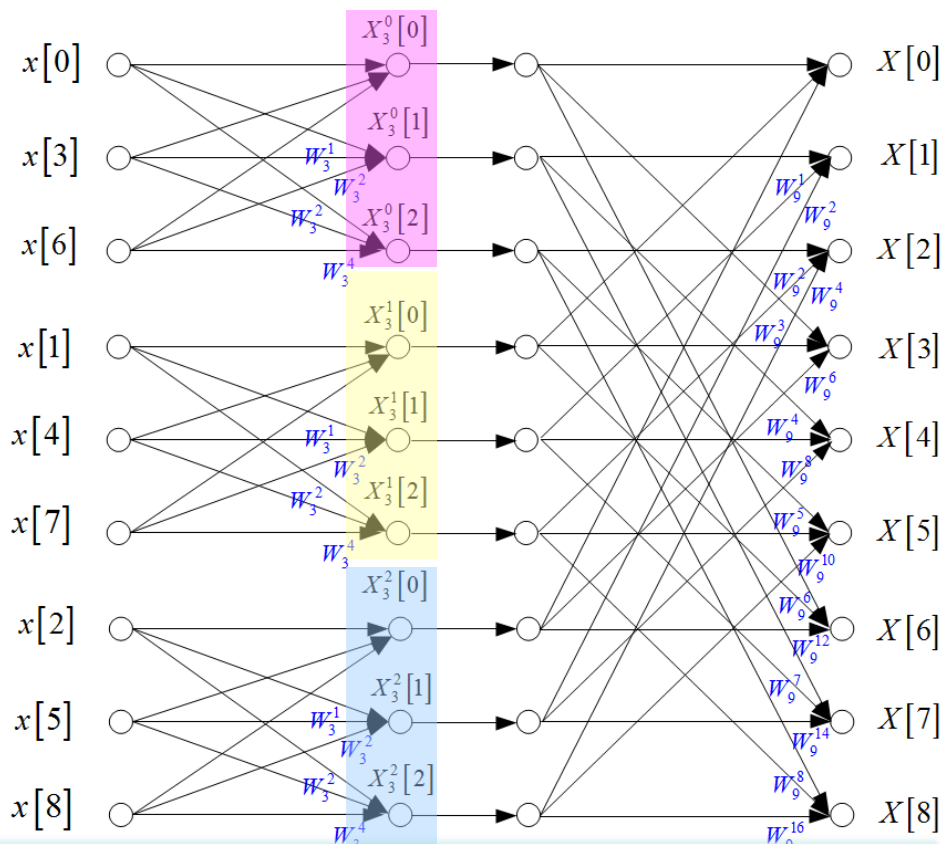 X_3^0[0]
x[0] X[0]
X_3^0[1]
x[3] W_3^1 X[1]
W_3^2 W_9^1
W_3^2 X_3^0[2] W_9^2
x[6] X[2]
W_3^4 W_9^2 W_9^4
X_3^1[0] W_9^3
x[1] X[3]
W_9^6
X_3^1[1] W_9^4
x[4] W_3^1 X[4]
W_3^2 W_9^8
W_3^2 X_3^1[2] W_9^5
x[7] X[5]
W_3^4 W_9^10
X_3^2[0] W_9^6
x[2] X[6]
W_9^12
X_3^2[1] W_9^7
x[5] W_3^1 X[7]
W_3^2 W_9^14
W_3^2 X_3^2[2] W_9^8
x[8] X[8]
W_3^4 W_9^16